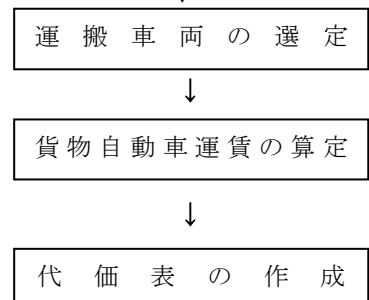 運搬車両の選定
↓
貨物自動車運賃の算定
↓
代価表の作成